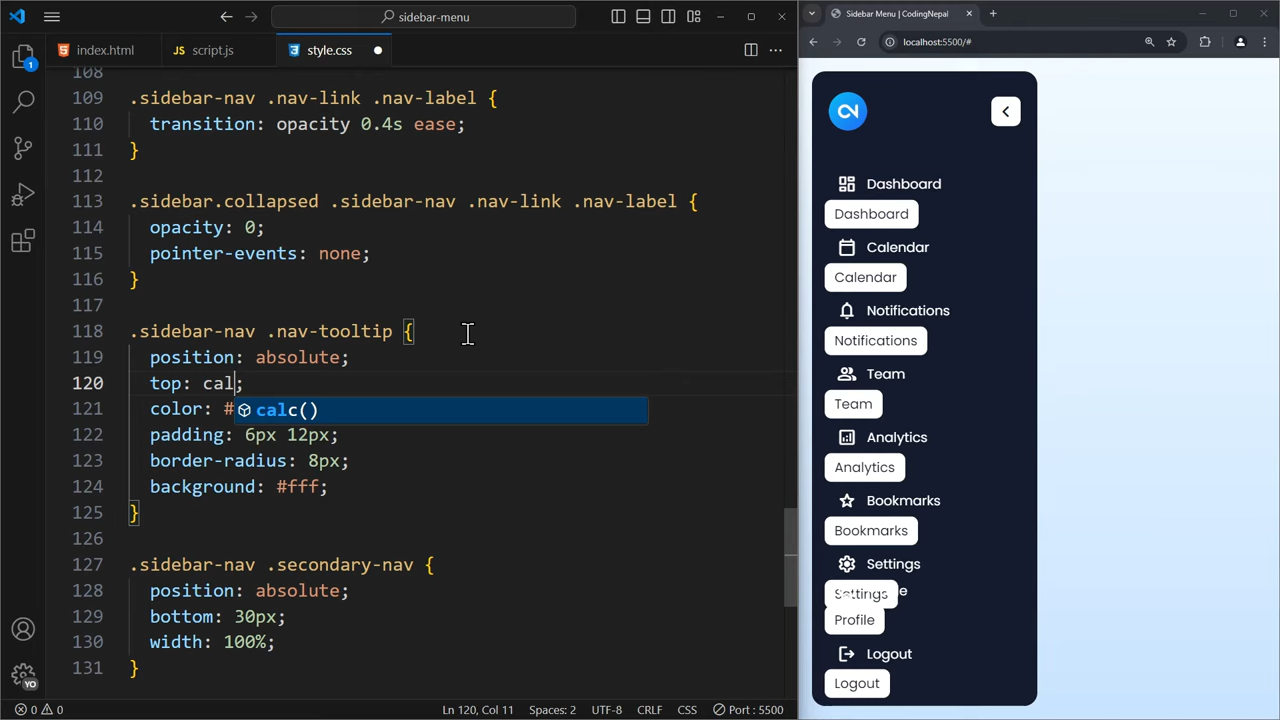 sidebar-menu
index.html
script.js
style.css
108
109 .sidebar-nav .nav-link .nav-label {
110 transition: opacity 0.4s ease;
111 }
112
113 .sidebar.collapsed .sidebar-nav .nav-link .nav-label {
114 opacity: 0;
115 pointer-events: none;
116 }
117
118 .sidebar-nav .nav-tooltip {
119 position: absolute;
120 top: cal;
calc()
121 color: #
122 padding: 6px 12px;
123 border-radius: 8px;
124 background: #fff;
125 }
126
127 .sidebar-nav .secondary-nav {
128 position: absolute;
129 bottom: 30px;
130 width: 100%;
131 }
1
YO
0 0
Ln 120, Col 11
Spaces: 2
UTF-8
CRLF
CSS
Port : 5500
Sidebar Menu | CodingNepal
localhost:5500/#
Dashboard
Dashboard
Calendar
Calendar
Notifications
Notifications
Team
Team
Analytics
Analytics
Bookmarks
Bookmarks
Settings
Settings
Profile
Logout
Logout